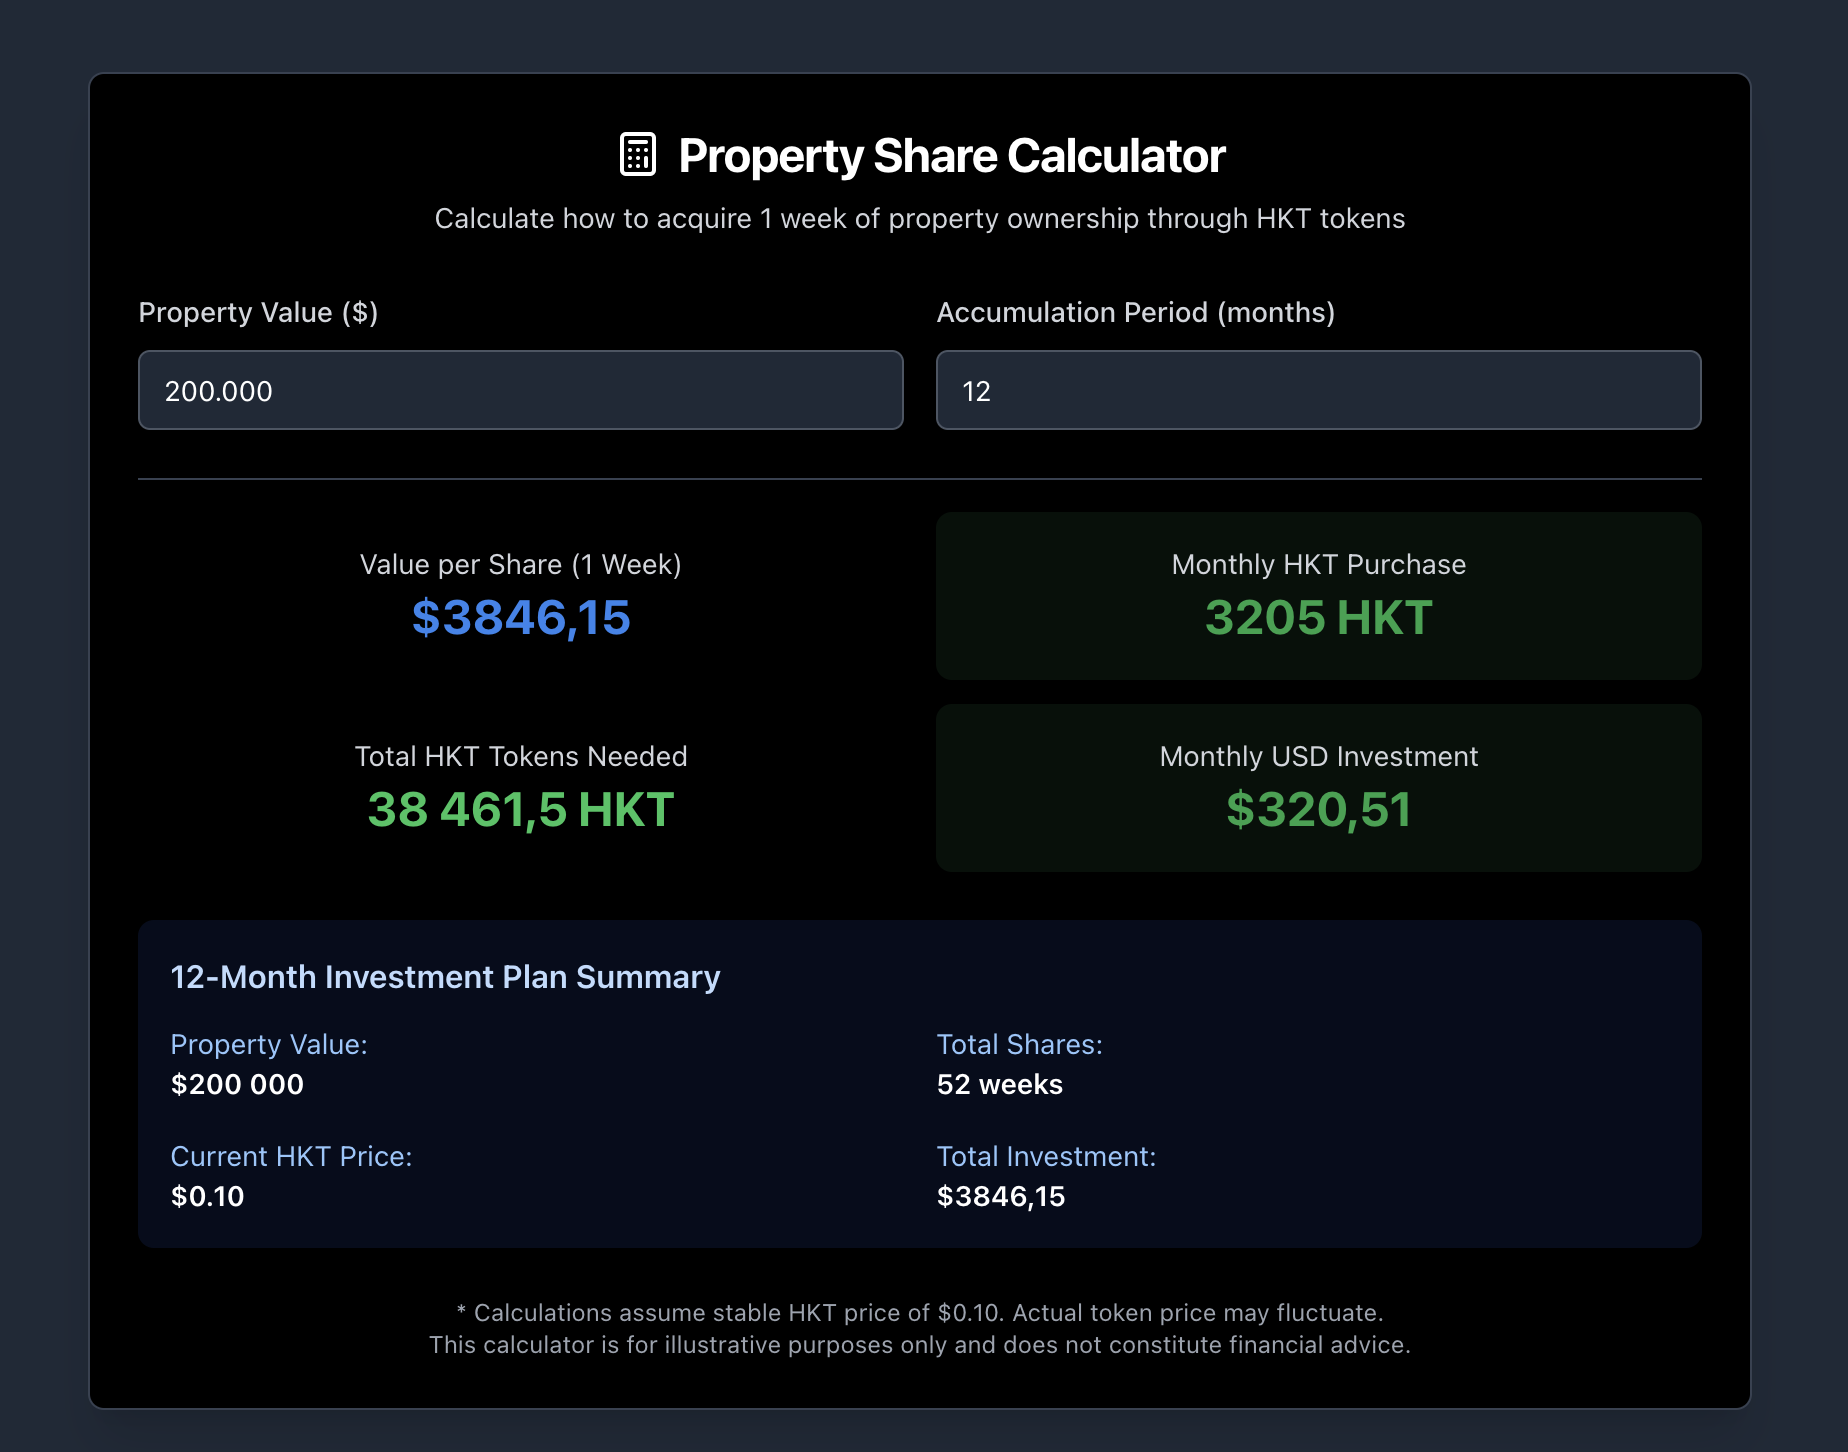 Property Share Calculator
Calculate how to acquire 1 week of property ownership through HKT tokens
Property Value ($)
200.000
Accumulation Period (months)
12
Value per Share (1 Week)
$3846,15
Monthly HKT Purchase
3205 HKT
Total HKT Tokens Needed
38 461,5 HKT
Monthly USD Investment
$320,51
12-Month Investment Plan Summary
Property Value:
$200 000
Total Shares:
52 weeks
Current HKT Price:
$0.10
Total Investment:
$3846,15
* Calculations assume stable HKT price of $0.10. Actual token price may fluctuate.
This calculator is for illustrative purposes only and does not constitute financial advice.